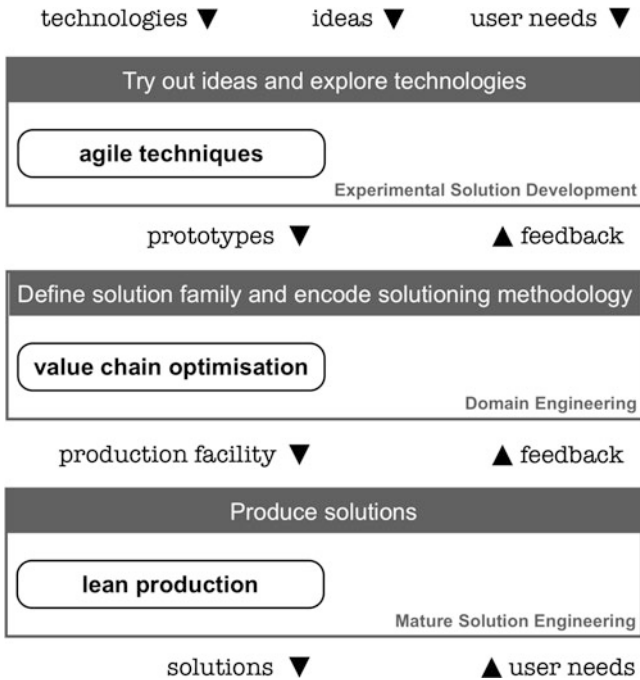 technologies ▼ ideas ▼ user needs ▼
Try out ideas and explore technologies
agile techniques
Experimental Solution Development
prototypes ▼ ▲ feedback
Define solution family and encode solutioning methodology
value chain optimisation
Domain Engineering
production facility ▼ ▲ feedback
Produce solutions
lean production
Mature Solution Engineering
solutions ▼ ▲ user needs